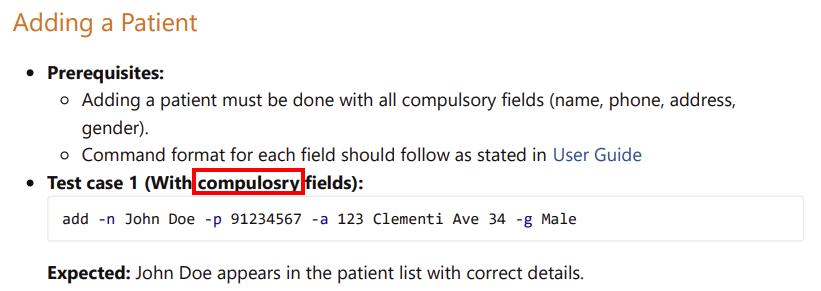 Adding a Patient
• Prerequisites:
○ Adding a patient must be done with all compulsory fields (name, phone, address,
gender).
○ Command format for each field should follow as stated in User Guide
• Test case 1 (With compulosry fields):
add -n John Doe -p 91234567 -a 123 Clementi Ave 34 -g Male
Expected: John Doe appears in the patient list with correct details.